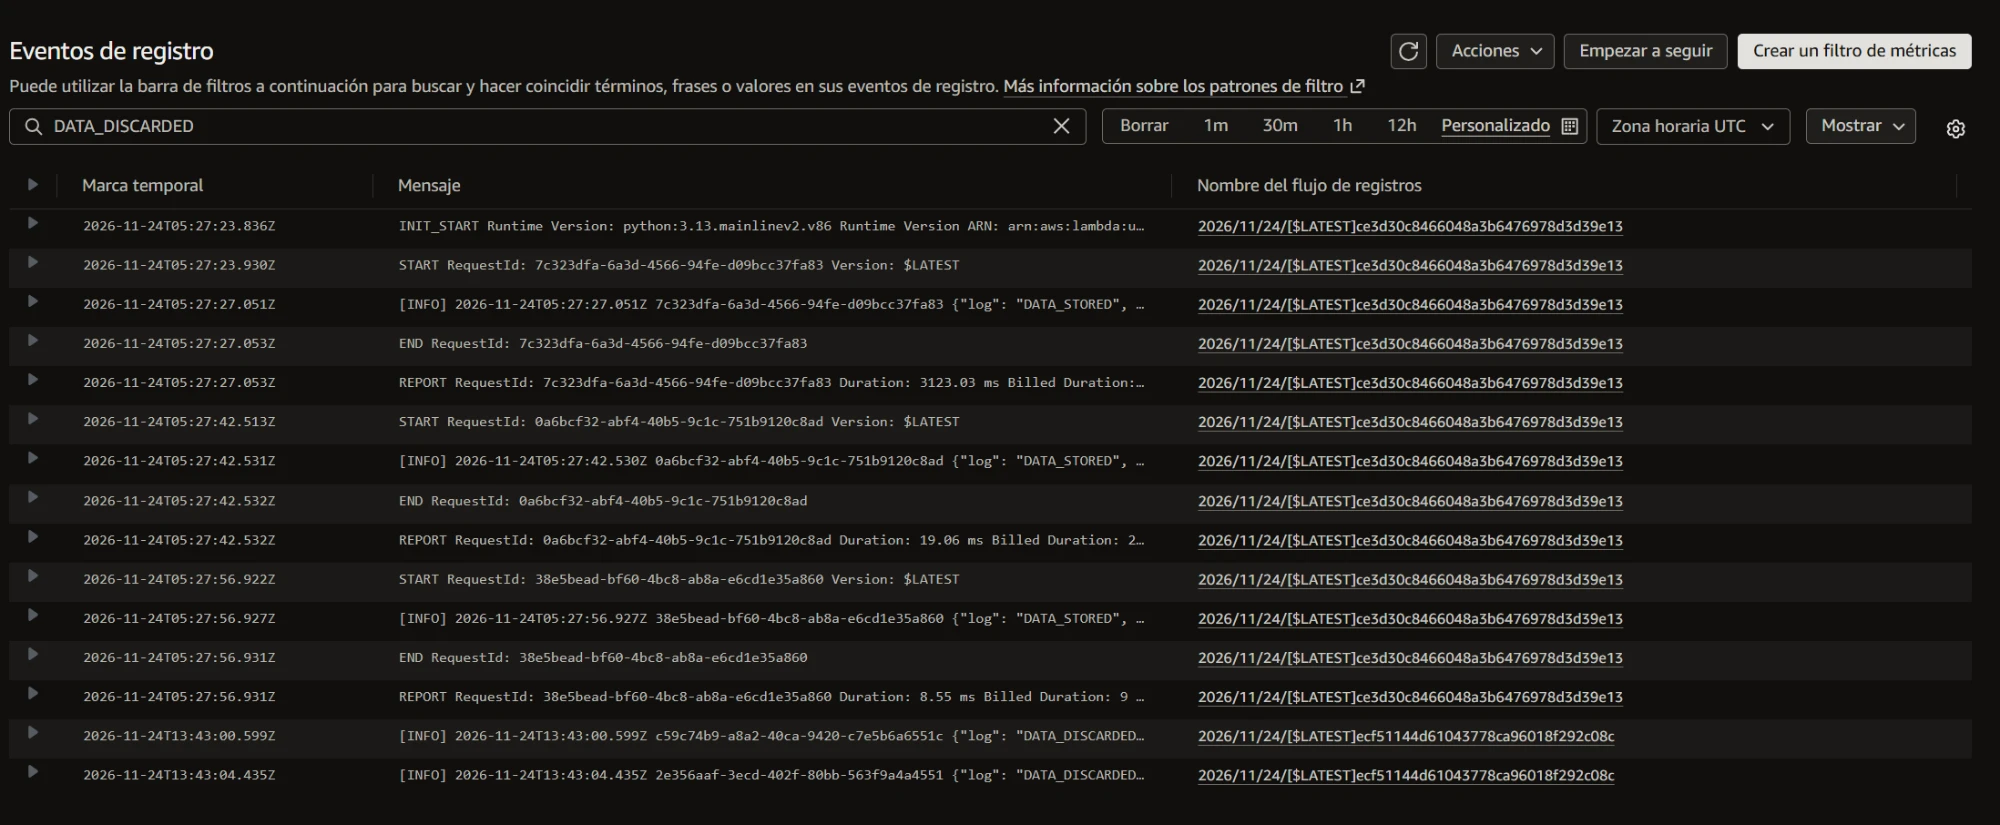 Eventos de registro
Acciones
Empezar a seguir
Crear un filtro de métricas
Puede utilizar la barra de filtros a continuación para buscar y hacer coincidir términos, frases o valores en sus eventos de registro. Más información sobre los patrones de filtro
DATA_DISCARDED
Borrar 1m 30m 1h 12h Personalizado
Zona horaria UTC
Mostrar
Marca temporal Mensaje Nombre del flujo de registros
2026-11-24T05:27:23.836Z INIT_START Runtime Version: python:3.13.mainlinev2.v86 Runtime Version ARN: arn:aws:lambda:u… 2026/11/24/[$LATEST]ce3d30c8466048a3b6476978d3d39e13
2026-11-24T05:27:23.930Z START RequestId: 7c323dfa-6a3d-4566-94fe-d09bcc37fa83 Version: $LATEST 2026/11/24/[$LATEST]ce3d30c8466048a3b6476978d3d39e13
2026-11-24T05:27:27.051Z [INFO] 2026-11-24T05:27:27.051Z 7c323dfa-6a3d-4566-94fe-d09bcc37fa83 {"log": "DATA_STORED", … 2026/11/24/[$LATEST]ce3d30c8466048a3b6476978d3d39e13
2026-11-24T05:27:27.053Z END RequestId: 7c323dfa-6a3d-4566-94fe-d09bcc37fa83 2026/11/24/[$LATEST]ce3d30c8466048a3b6476978d3d39e13
2026-11-24T05:27:27.053Z REPORT RequestId: 7c323dfa-6a3d-4566-94fe-d09bcc37fa83 Duration: 3123.03 ms Billed Duration:… 2026/11/24/[$LATEST]ce3d30c8466048a3b6476978d3d39e13
2026-11-24T05:27:42.513Z START RequestId: 0a6bcf32-abf4-40b5-9c1c-751b9120c8ad Version: $LATEST 2026/11/24/[$LATEST]ce3d30c8466048a3b6476978d3d39e13
2026-11-24T05:27:42.531Z [INFO] 2026-11-24T05:27:42.530Z 0a6bcf32-abf4-40b5-9c1c-751b9120c8ad {"log": "DATA_STORED", … 2026/11/24/[$LATEST]ce3d30c8466048a3b6476978d3d39e13
2026-11-24T05:27:42.532Z END RequestId: 0a6bcf32-abf4-40b5-9c1c-751b9120c8ad 2026/11/24/[$LATEST]ce3d30c8466048a3b6476978d3d39e13
2026-11-24T05:27:42.532Z REPORT RequestId: 0a6bcf32-abf4-40b5-9c1c-751b9120c8ad Duration: 19.06 ms Billed Duration: 2… 2026/11/24/[$LATEST]ce3d30c8466048a3b6476978d3d39e13
2026-11-24T05:27:56.922Z START RequestId: 38e5bead-bf60-4bc8-ab8a-e6cd1e35a860 Version: $LATEST 2026/11/24/[$LATEST]ce3d30c8466048a3b6476978d3d39e13
2026-11-24T05:27:56.927Z [INFO] 2026-11-24T05:27:56.927Z 38e5bead-bf60-4bc8-ab8a-e6cd1e35a860 {"log": "DATA_STORED", … 2026/11/24/[$LATEST]ce3d30c8466048a3b6476978d3d39e13
2026-11-24T05:27:56.931Z END RequestId: 38e5bead-bf60-4bc8-ab8a-e6cd1e35a860 2026/11/24/[$LATEST]ce3d30c8466048a3b6476978d3d39e13
2026-11-24T05:27:56.931Z REPORT RequestId: 38e5bead-bf60-4bc8-ab8a-e6cd1e35a860 Duration: 8.55 ms Billed Duration: 9 … 2026/11/24/[$LATEST]ce3d30c8466048a3b6476978d3d39e13
2026-11-24T13:43:00.599Z [INFO] 2026-11-24T13:43:00.599Z c59c74b9-a8a2-40ca-9420-c7e5b6a6551c {"log": "DATA_DISCARDED… 2026/11/24/[$LATEST]ecf51144d61043778ca96018f292c08c
2026-11-24T13:43:04.435Z [INFO] 2026-11-24T13:43:04.435Z 2e356aaf-3ecd-402f-80bb-563f9a4a4551 {"log": "DATA_DISCARDED… 2026/11/24/[$LATEST]ecf51144d61043778ca96018f292c08c